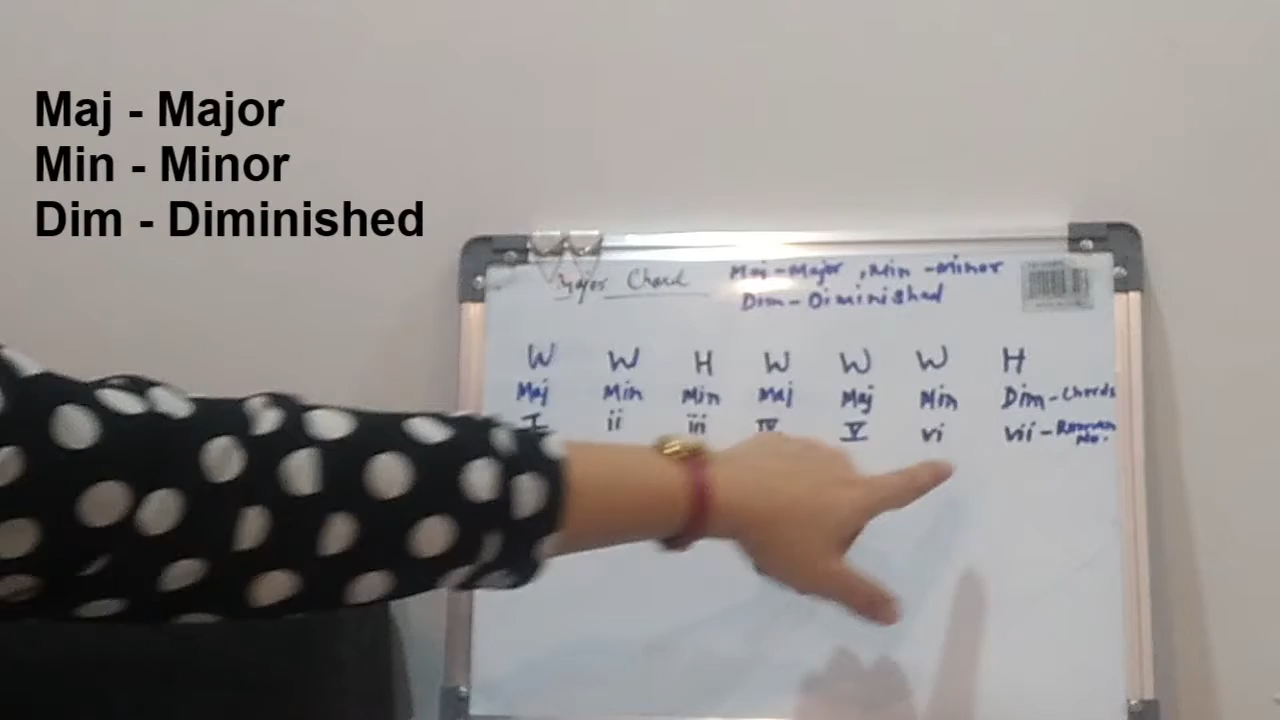 Maj - Major
Min - Minor
Dim - Diminished
Major Chord
Maj-Major, Min -Minor
Dim-Diminished
W W H W W W H
Maj Min Min Maj Maj Min Dim-Chords
I ii iii IV V vi vii-Roman
No.